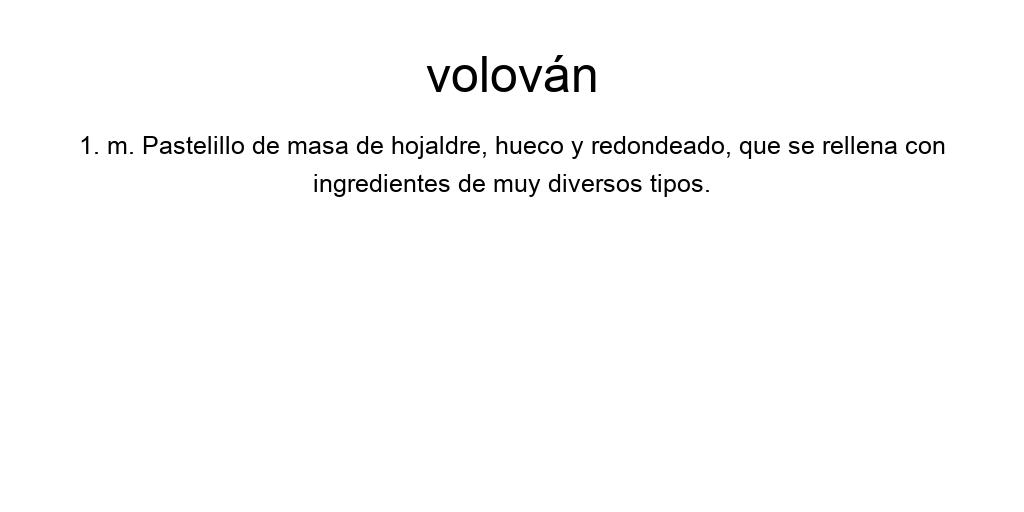 volován
1. m. Pastelillo de masa de hojaldre, hueco y redondeado, que se rellena con
ingredientes de muy diversos tipos.